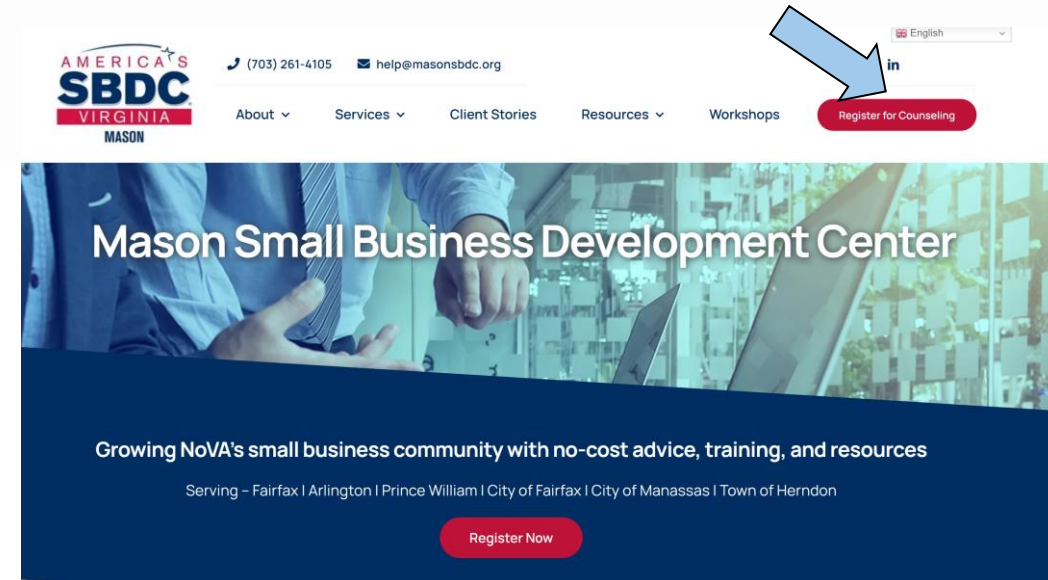 AMERICA'S
SBDC
VIRGINIA
MASON
(703) 261-4105 help@masonsbdc.org
English
in
About Services Client Stories Resources Workshops Register for Counseling
Mason Small Business Development Center
Growing NoVA's small business community with no-cost advice, training, and resources
Serving – Fairfax | Arlington | Prince William | City of Fairfax | City of Manassas | Town of Herndon
Register Now